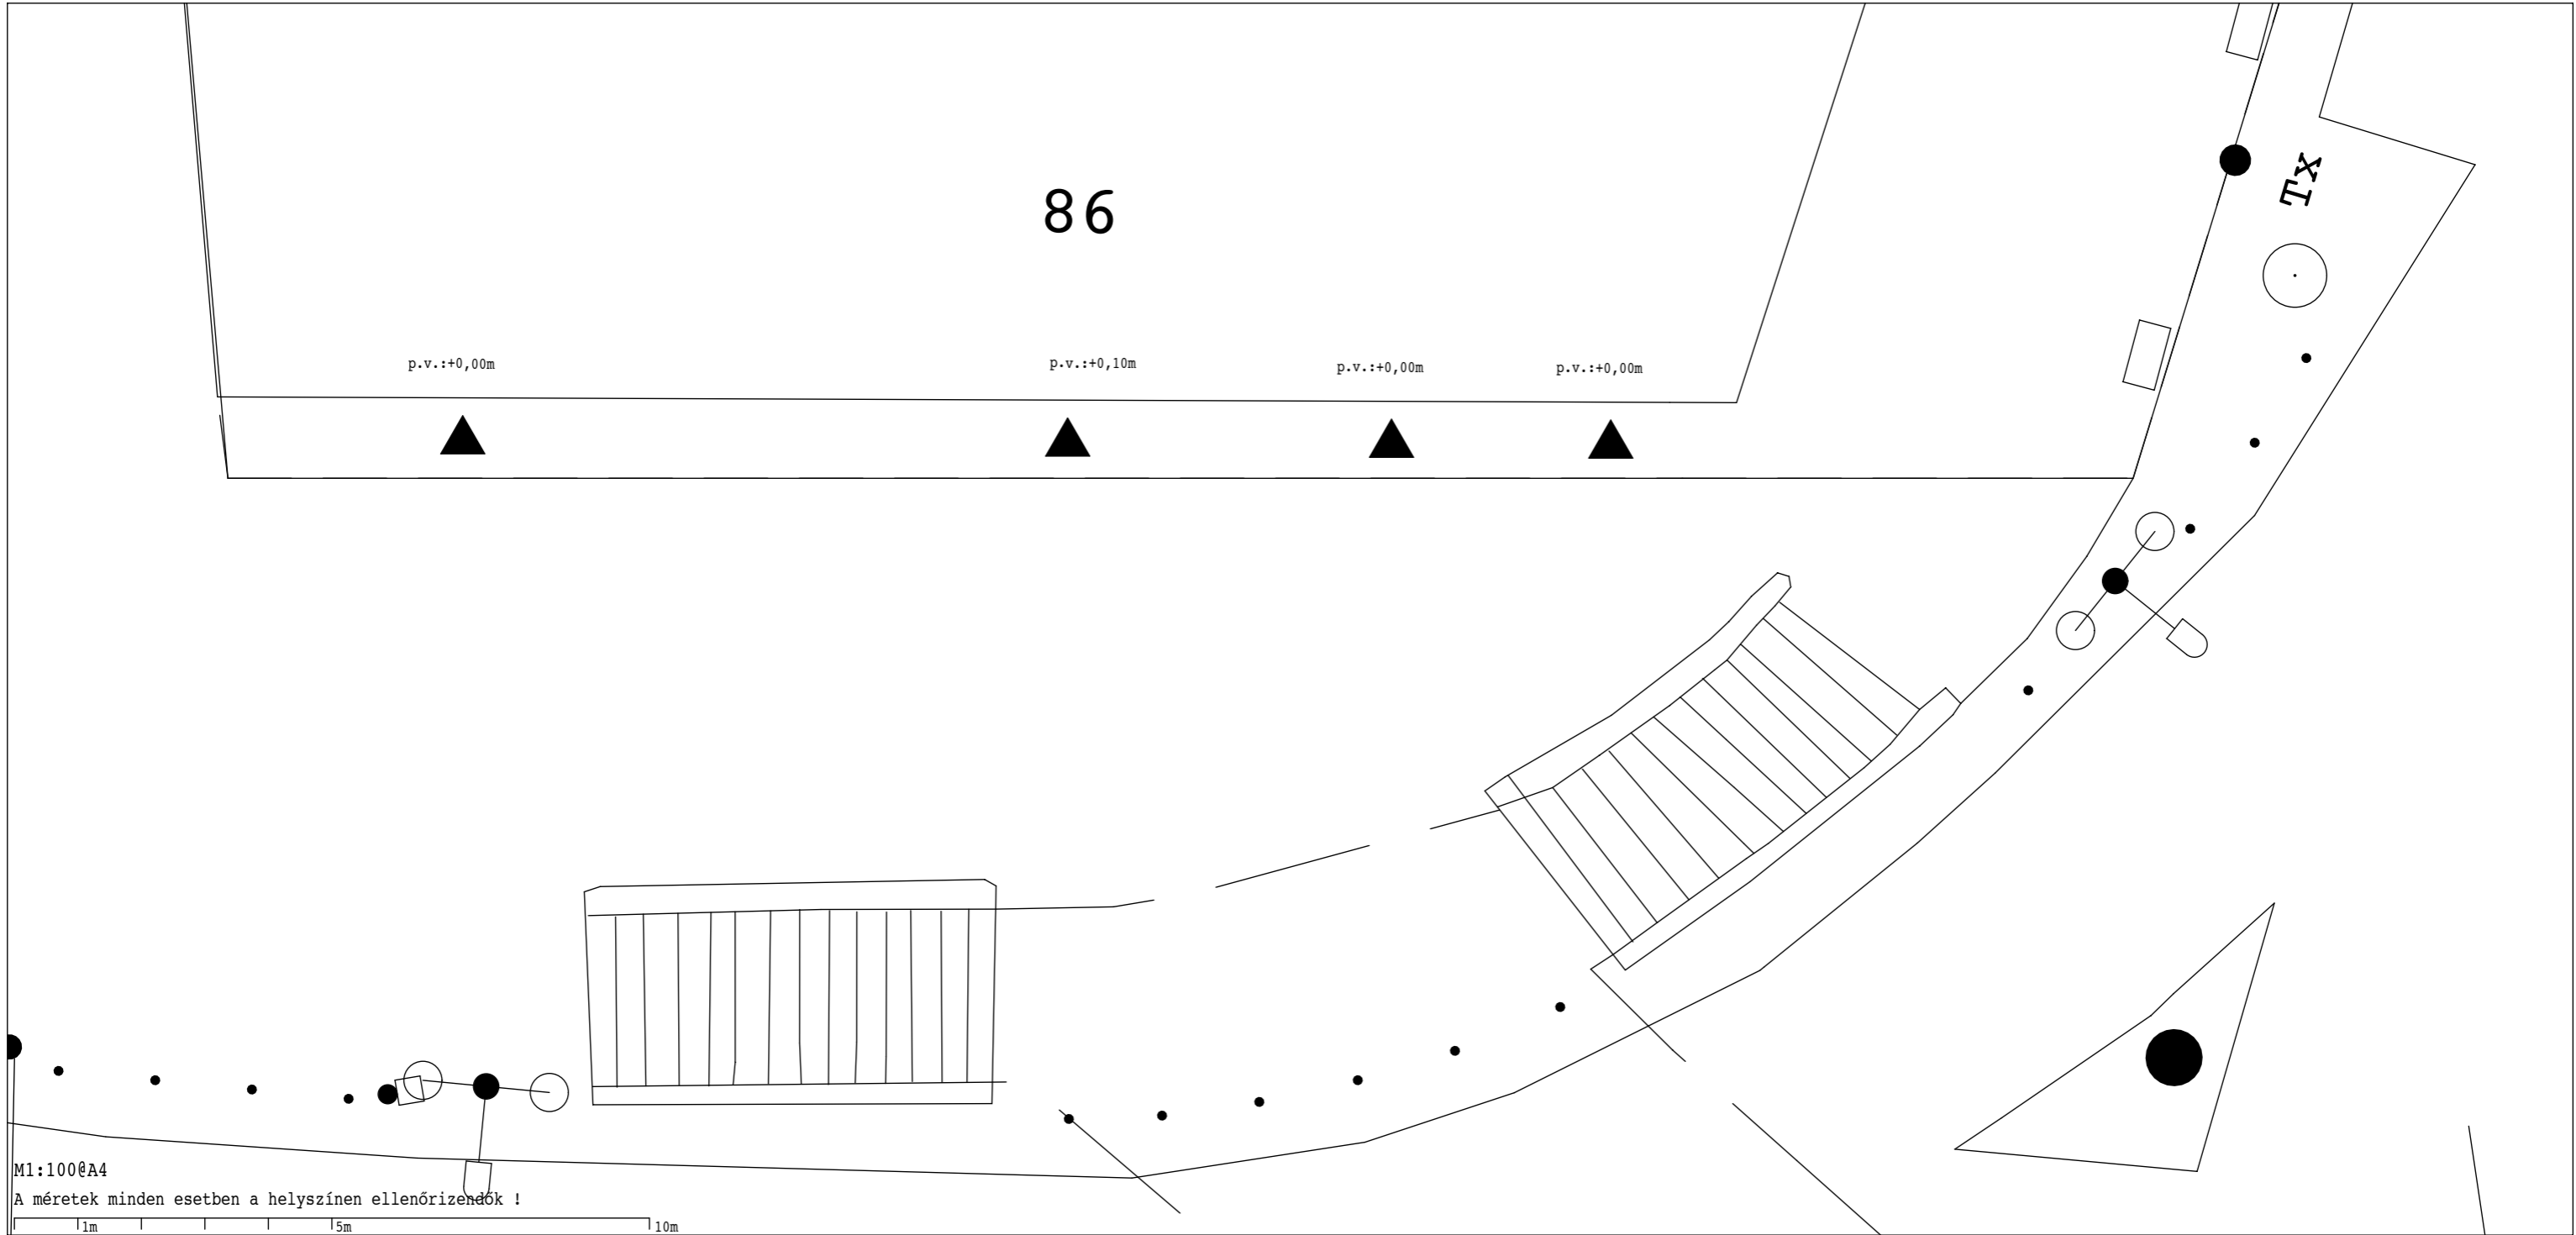 86
Tx
p.v.:+0,00m
p.v.:+0,10m
p.v.:+0,00m
p.v.:+0,00m
M1:100@A4
A méretek minden esetben a helyszínen ellenőrizendők !
1m
5m
10m